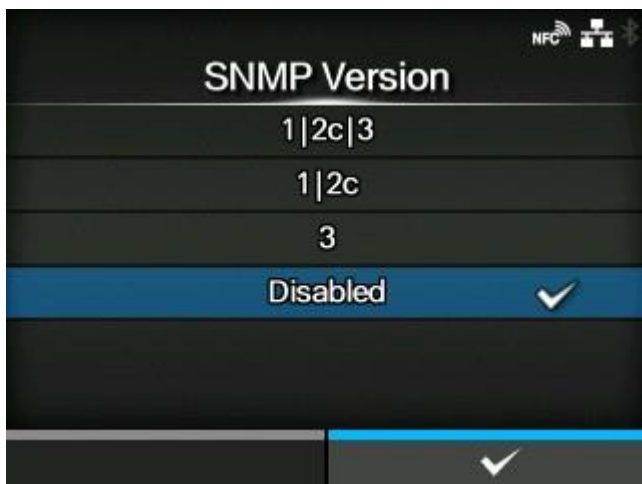 NFC
SNMP Version
1|2c|3
1|2c
3
Disabled